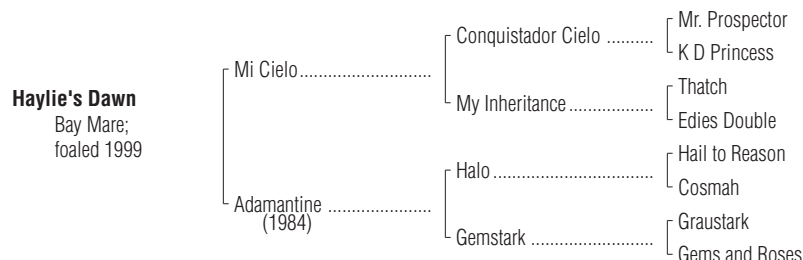 Haylie's Dawn
Bay Mare;
foaled 1999
Mi Cielo
Adamantine
(1984)
Conquistador Cielo
My Inheritance
Halo
Gemstark
Mr. Prospector
K D Princess
Thatch
Edies Double
Hail to Reason
Cosmah
Graustark
Gems and Roses